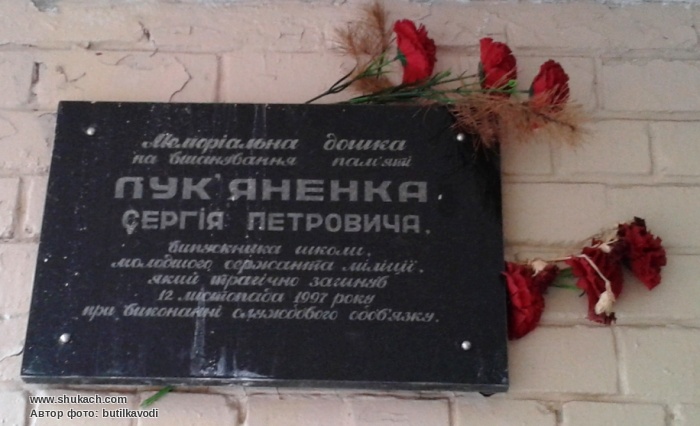 Меморіальна дошка
на вшанування пам'яті
ЛУК'ЯНЕНКА
СЕРГІЯ ПЕТРОВИЧА,
випускника школи,
молодшого сержанта міліції,
який трагічно загинув
12 листопада 1997 року
при виконанні службового обов'язку.
www.shukach.com
Автор фото: butilkavodi